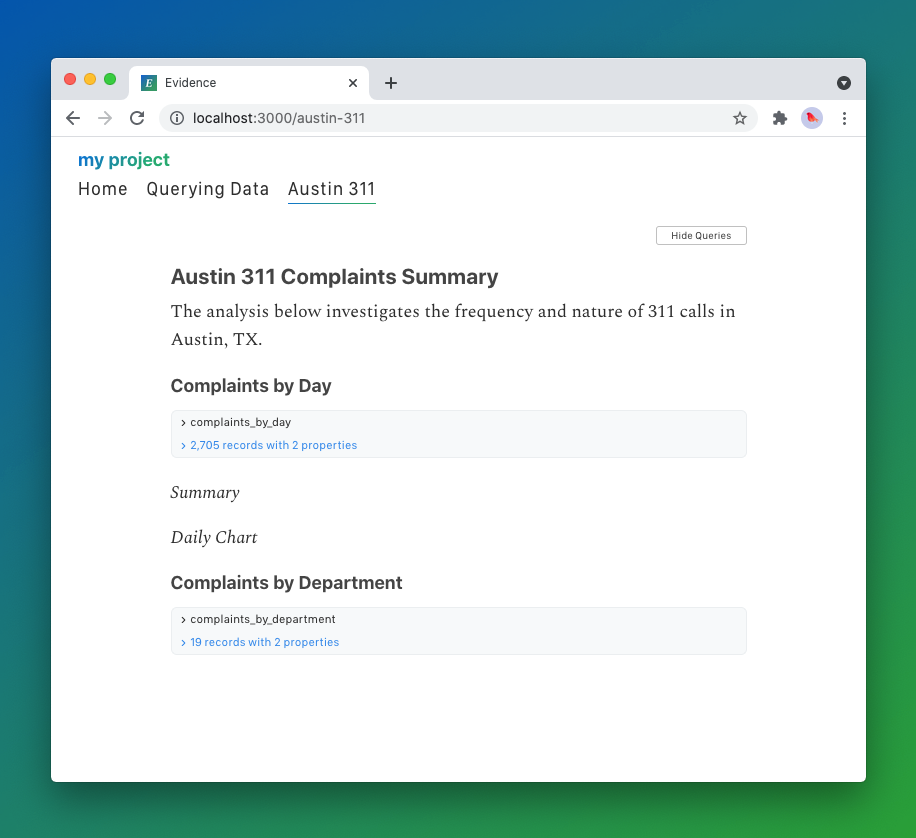 E Evidence
localhost:3000/austin-311
my project
Home Querying Data Austin 311
Hide Queries
Austin 311 Complaints Summary
The analysis below investigates the frequency and nature of 311 calls in
Austin, TX.
Complaints by Day
complaints_by_day
2,705 records with 2 properties
Summary
Daily Chart
Complaints by Department
complaints_by_department
19 records with 2 properties